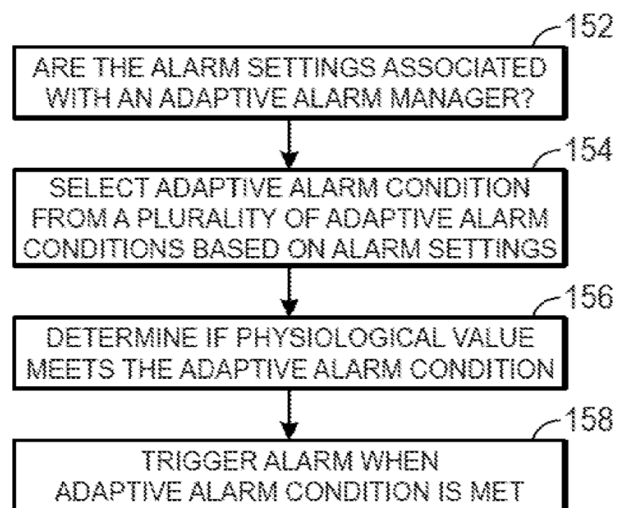 152
ARE THE ALARM SETTINGS ASSOCIATED
WITH AN ADAPTIVE ALARM MANAGER?
154
SELECT ADAPTIVE ALARM CONDITION
FROM A PLURALITY OF ADAPTIVE ALARM
CONDITIONS BASED ON ALARM SETTINGS
156
DETERMINE IF PHYSIOLOGICAL VALUE
MEETS THE ADAPTIVE ALARM CONDITION
158
TRIGGER ALARM WHEN
ADAPTIVE ALARM CONDITION IS MET